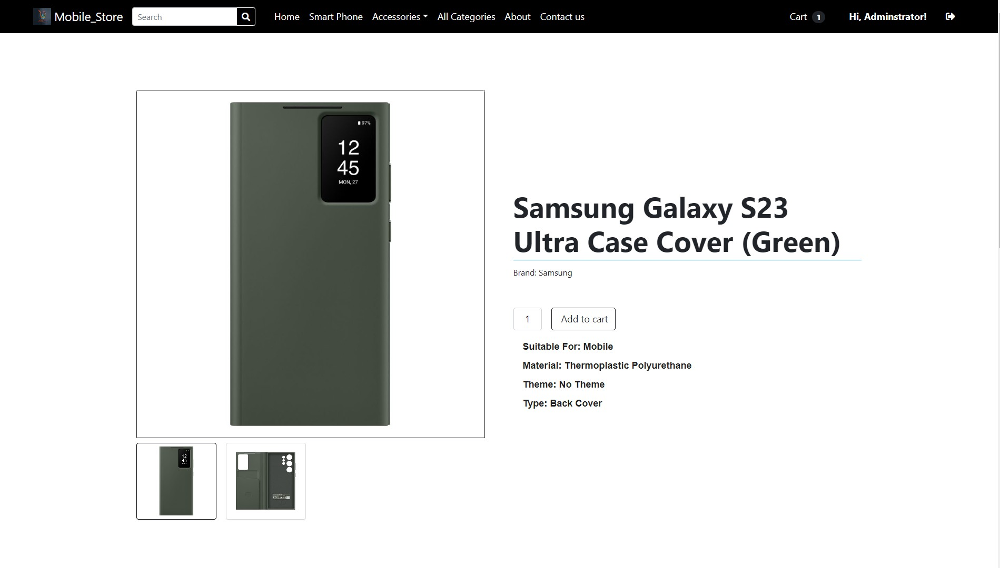 Mobile_Store
Search
Home
Smart Phone
Accessories
All Categories
About
Contact us
Cart 1
Hi, Adminstrator!
97%
12
45
MON, 27
Samsung Galaxy S23
Ultra Case Cover (Green)
Brand: Samsung
1
Add to cart
Suitable For: Mobile
Material: Thermoplastic Polyurethane
Theme: No Theme
Type: Back Cover
12
45